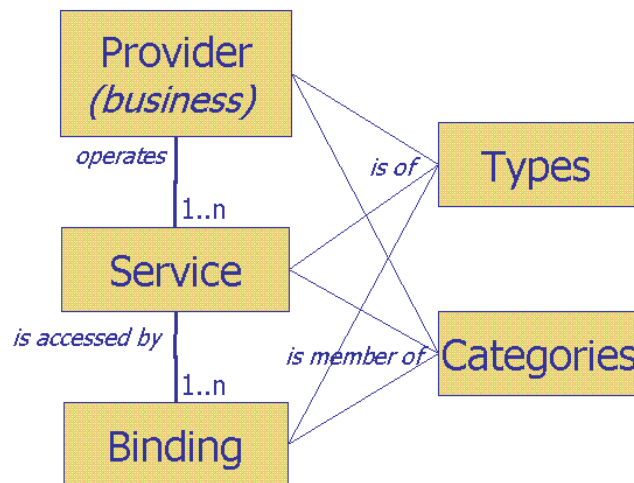 Provider
(business)
operates
is of
Types
1..n
Service
is accessed by
is member of
Categories
1..n
Binding